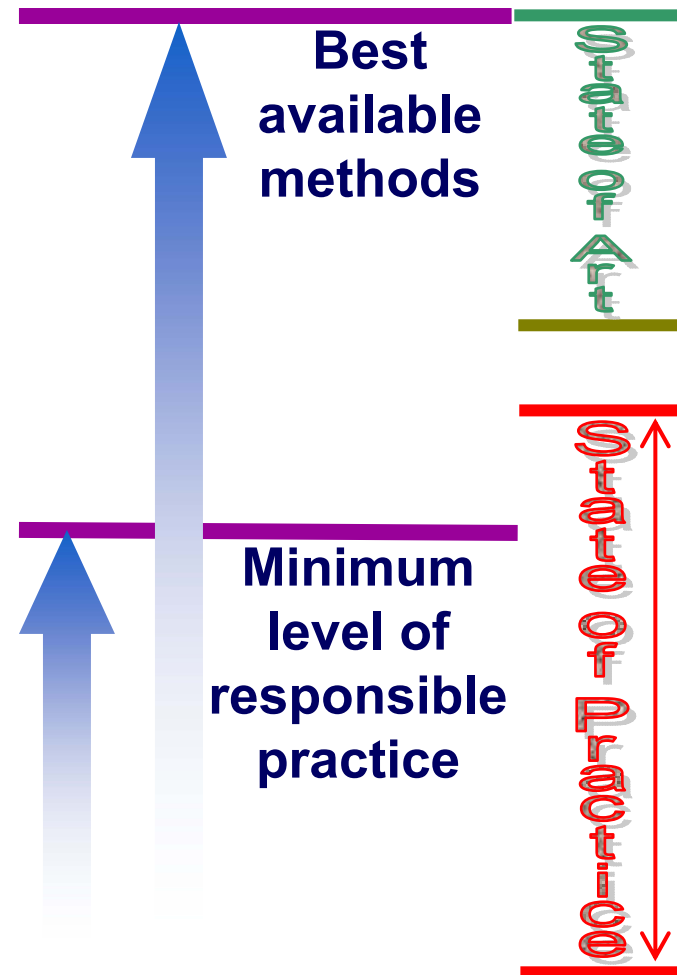 Best
available
methods
State of Art
Minimum
level of
responsible
practice
State of Practice